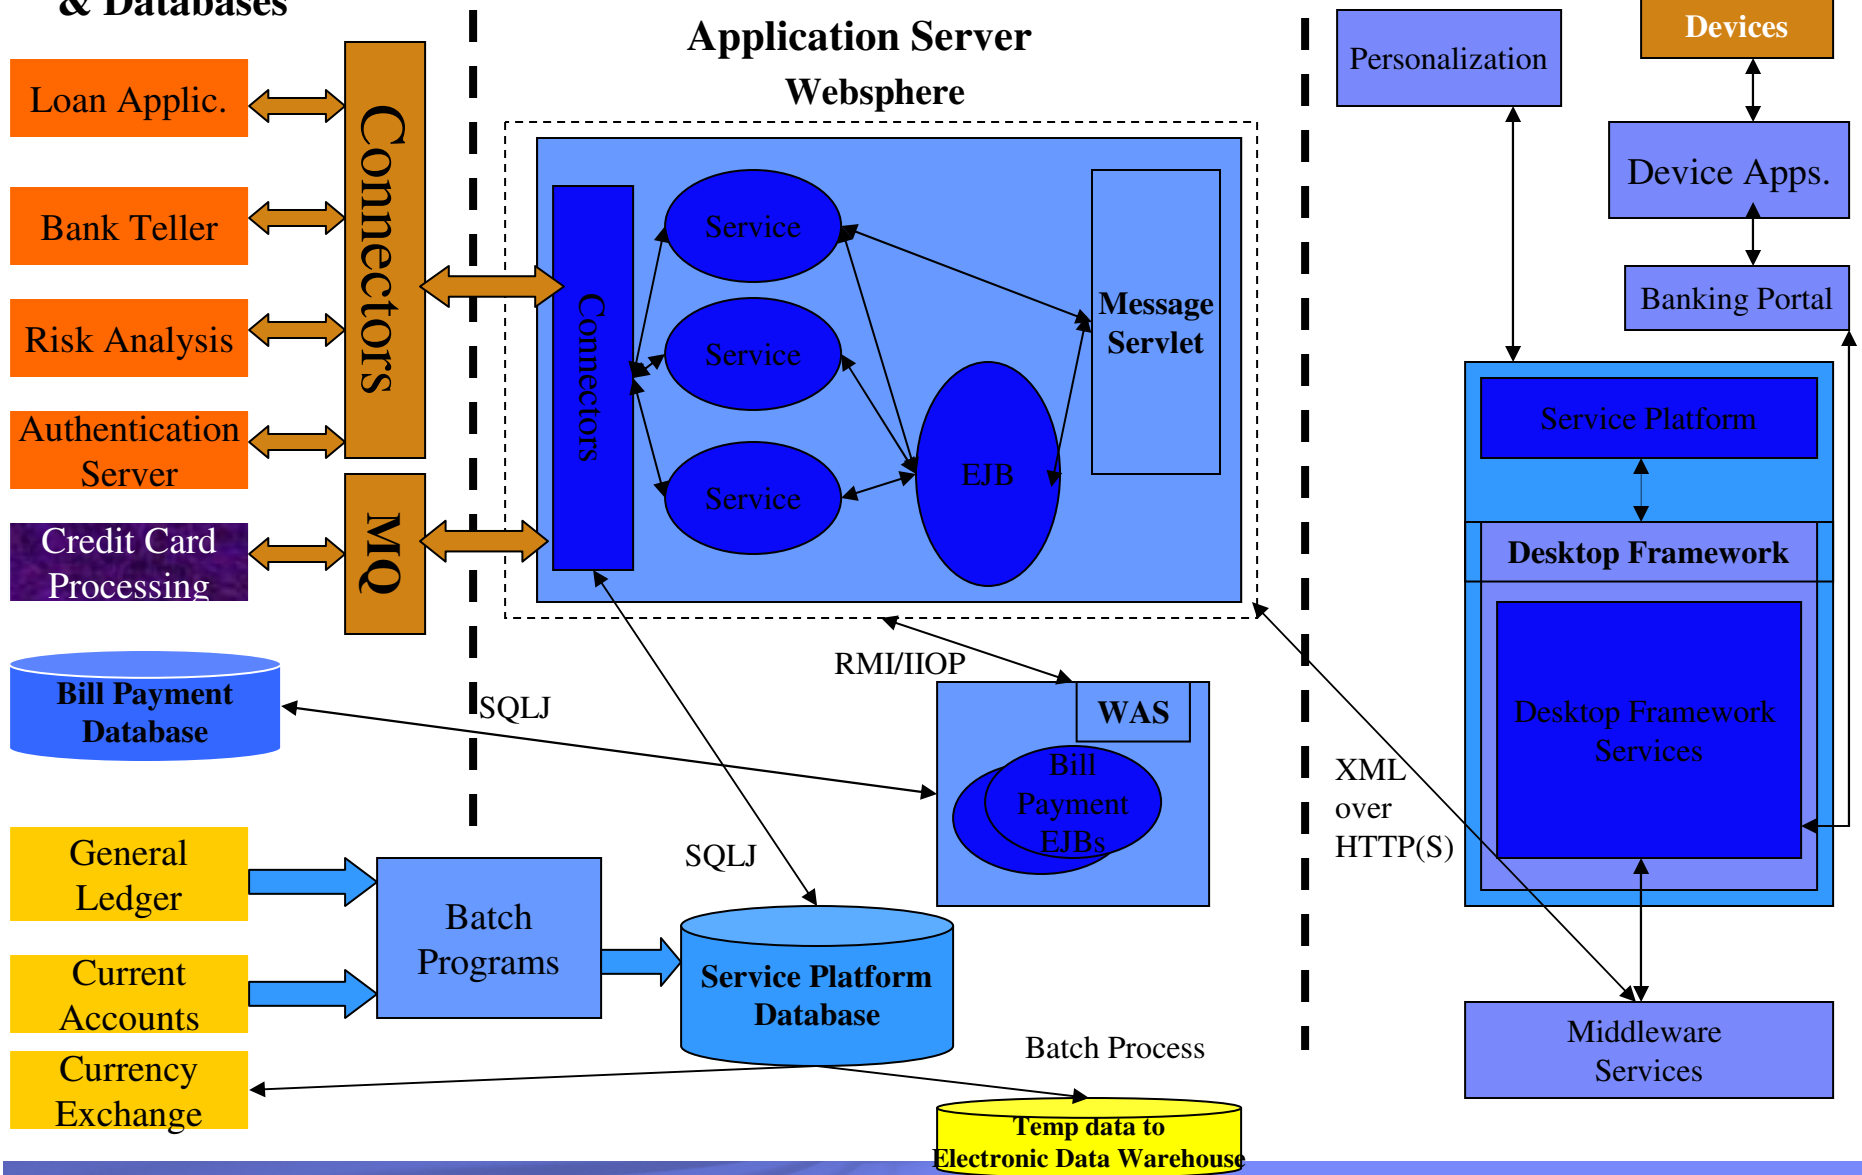 & Databases
Loan Applic.
Bank Teller
Risk Analysis
Authentication
Server
Credit Card
Processing
Connectors
MQ
Bill Payment
Database
General
Ledger
Current
Accounts
Currency
Exchange
Batch
Programs
Application Server
Websphere
Connectors
Service
Service
Service
EJB
Message
Servlet
RMI/IIOP
SQLJ
SQLJ
WAS
Bill
Payment
EJBs
Service Platform
Database
Batch Process
Temp data to
Electronic Data Warehouse
XML
over
HTTP(S)
Personalization
Devices
Device Apps.
Banking Portal
Service Platform
Desktop Framework
Desktop Framework
Services
Middleware
Services